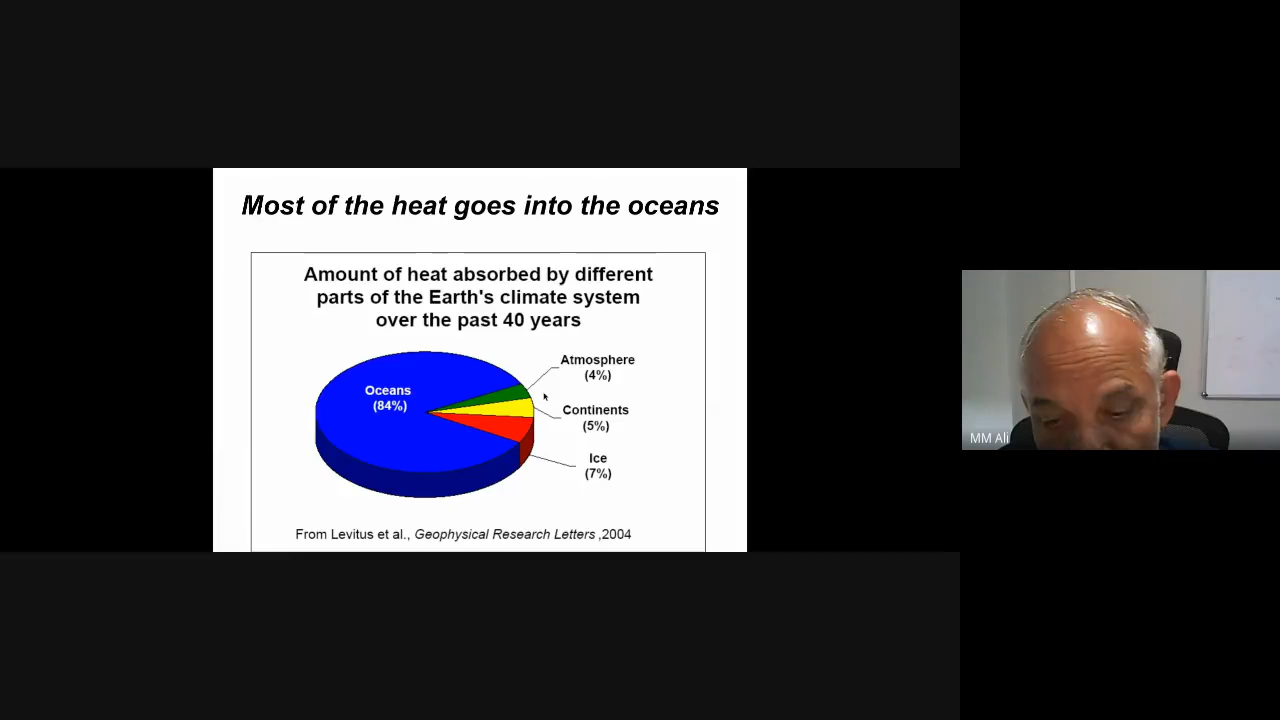 Most of the heat goes into the oceans
Amount of heat absorbed by different
parts of the Earth's climate system
over the past 40 years
Oceans
(84%)
Atmosphere
(4%)
Continents
(5%)
Ice
(7%)
From Levitus et al., Geophysical Research Letters ,2004
MM Ali